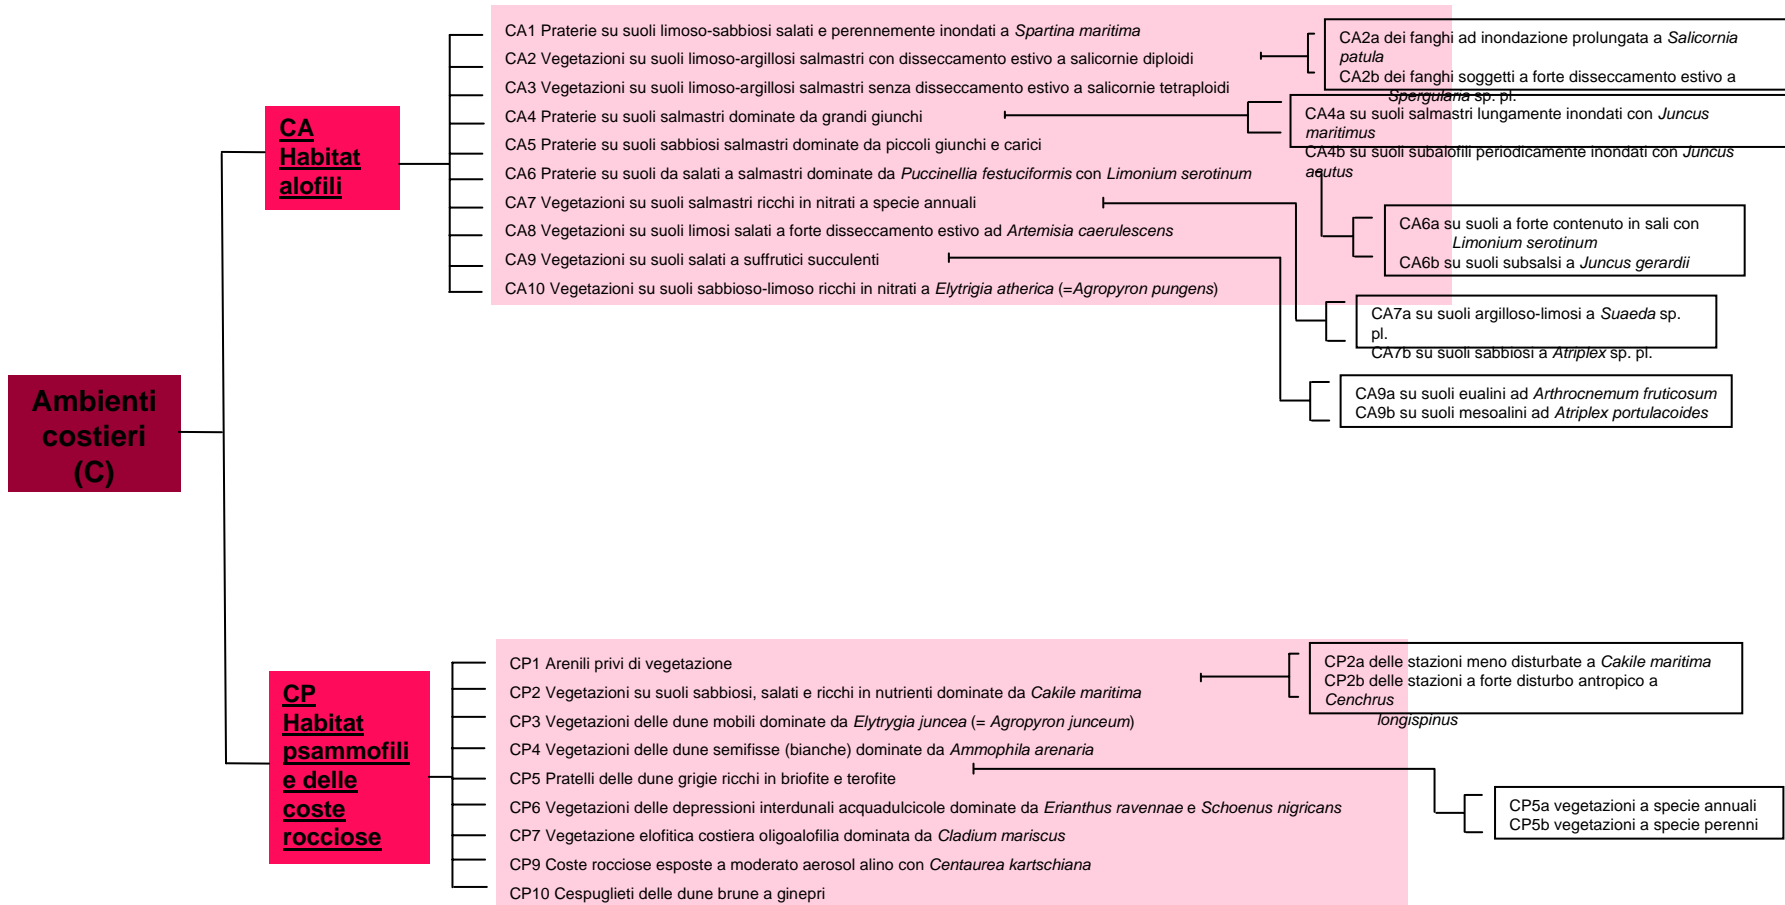 Ambienti
costieri
(C)
CA
Habitat
alofili
CA1 Praterie su suoli limoso-sabbiosi salati e perennemente inondati a Spartina maritima
CA2 Vegetazioni su suoli limoso-argillosi salmastri con disseccamento estivo a salicornie diploidi
CA3 Vegetazioni su suoli limoso-argillosi salmastri senza disseccamento estivo a salicornie tetraploidi
CA4 Praterie su suoli salmastri dominate da grandi giunchi
CA5 Praterie su suoli sabbiosi salmastri dominate da piccoli giunchi e carici
CA6 Praterie su suoli da salati a salmastri dominate da Puccinellia festuciformis con Limonium serotinum
CA7 Vegetazioni su suoli salmastri ricchi in nitrati a specie annuali
CA8 Vegetazioni su suoli limosi salati a forte disseccamento estivo ad Artemisia caerulescens
CA9 Vegetazioni su suoli salati a suffrutici succulenti
CA10 Vegetazioni su suoli sabbioso-limoso ricchi in nitrati a Elytrigia atherica (=Agropyron pungens)
CA2a dei fanghi ad inondazione prolungata a Salicornia
patula
CA2b dei fanghi soggetti a forte disseccamento estivo a
Spergularia sp. pl.
CA4a su suoli salmastri lungamente inondati con Juncus
maritimus
CA4b su suoli subalofili periodicamente inondati con Juncus
acutus
CA6a su suoli a forte contenuto in sali con
Limonium serotinum
CA6b su suoli subsalsi a Juncus gerardii
CA7a su suoli argilloso-limosi a Suaeda sp.
pl.
CA7b su suoli sabbiosi a Atriplex sp. pl.
CA9a su suoli eualini ad Arthrocnemum fruticosum
CA9b su suoli mesoalini ad Atriplex portulacoides
CP
Habitat
psammofili
e delle
coste
rocciose
CP1 Arenili privi di vegetazione
CP2 Vegetazioni su suoli sabbiosi, salati e ricchi in nutrienti dominate da Cakile maritima
CP3 Vegetazioni delle dune mobili dominate da Elytrygia juncea (= Agropyron junceum)
CP4 Vegetazioni delle dune semifisse (bianche) dominate da Ammophila arenaria
CP5 Pratelli delle dune grigie ricchi in briofite e terofite
CP6 Vegetazioni delle depressioni interdunali acquadulcicole dominate da Erianthus ravennae e Schoenus nigricans
CP7 Vegetazione elofitica costiera oligoalofilia dominata da Cladium mariscus
CP9 Coste rocciose esposte a moderato aerosol alino con Centaurea kartschiana
CP10 Cespuglieti delle dune brune a ginepri
CP2a delle stazioni meno disturbate a Cakile maritima
CP2b delle stazioni a forte disturbo antropico a
Cenchrus
longispinus
CP5a vegetazioni a specie annuali
CP5b vegetazioni a specie perenni